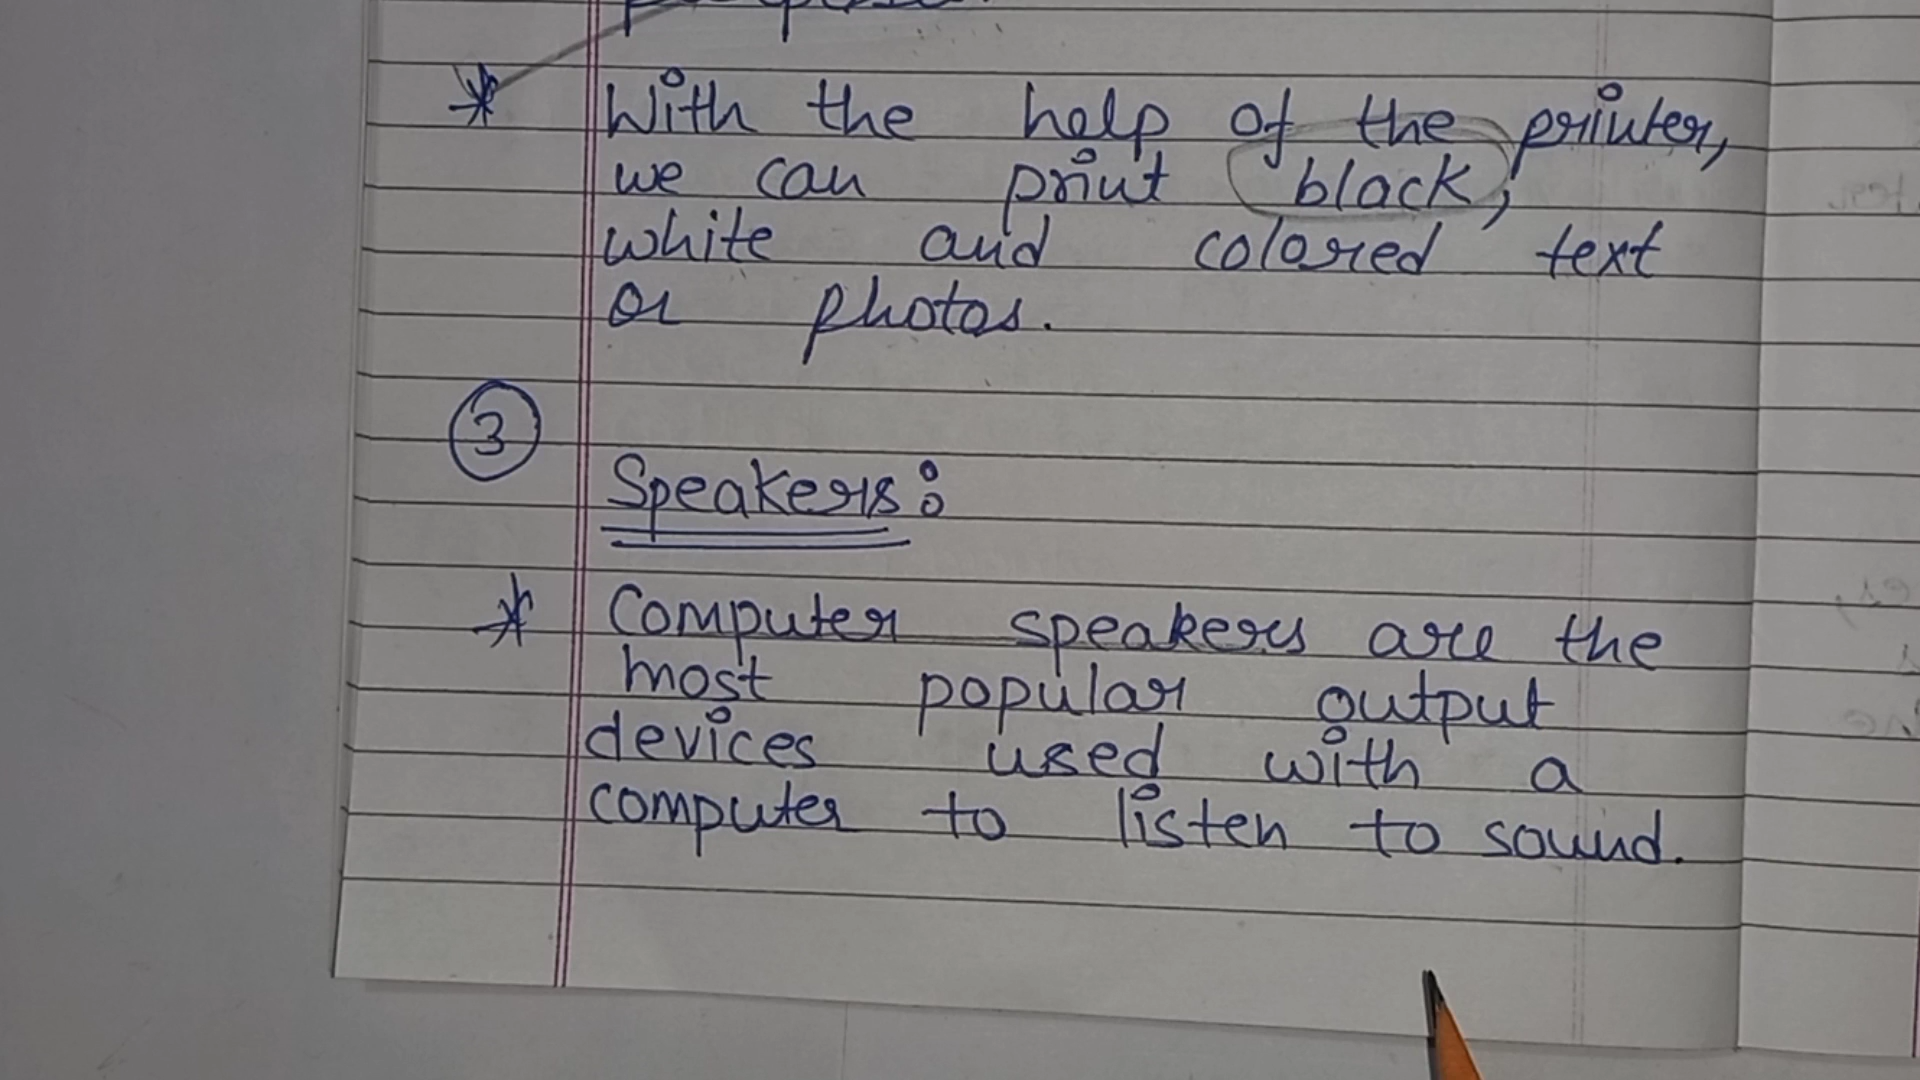 * With the help of the printer,
we can print black,
white and colored text
or photos.
3
Speakers:
* Computer speakers are the
most popular output
devices used with a
computer to listen to sound.